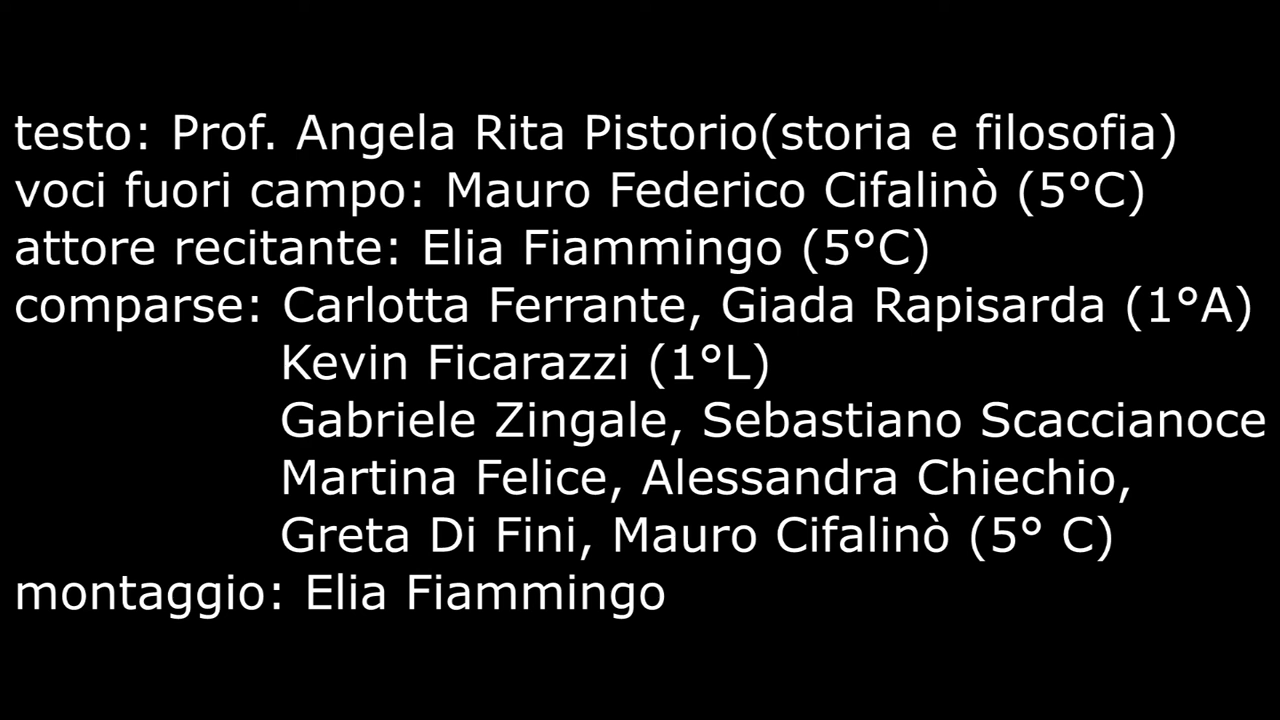 testo: Prof. Angela Rita Pistorio(storia e filosofia)
voci fuori campo: Mauro Federico Cifalinò (5°C)
attore recitante: Elia Fiammingo (5°C)
comparse: Carlotta Ferrante, Giada Rapisarda (1°A)
Kevin Ficarazzi (1°L)
Gabriele Zingale, Sebastiano Scaccianoce
Martina Felice, Alessandra Chiechio,
Greta Di Fini, Mauro Cifalinò (5° C)
montaggio: Elia Fiammingo